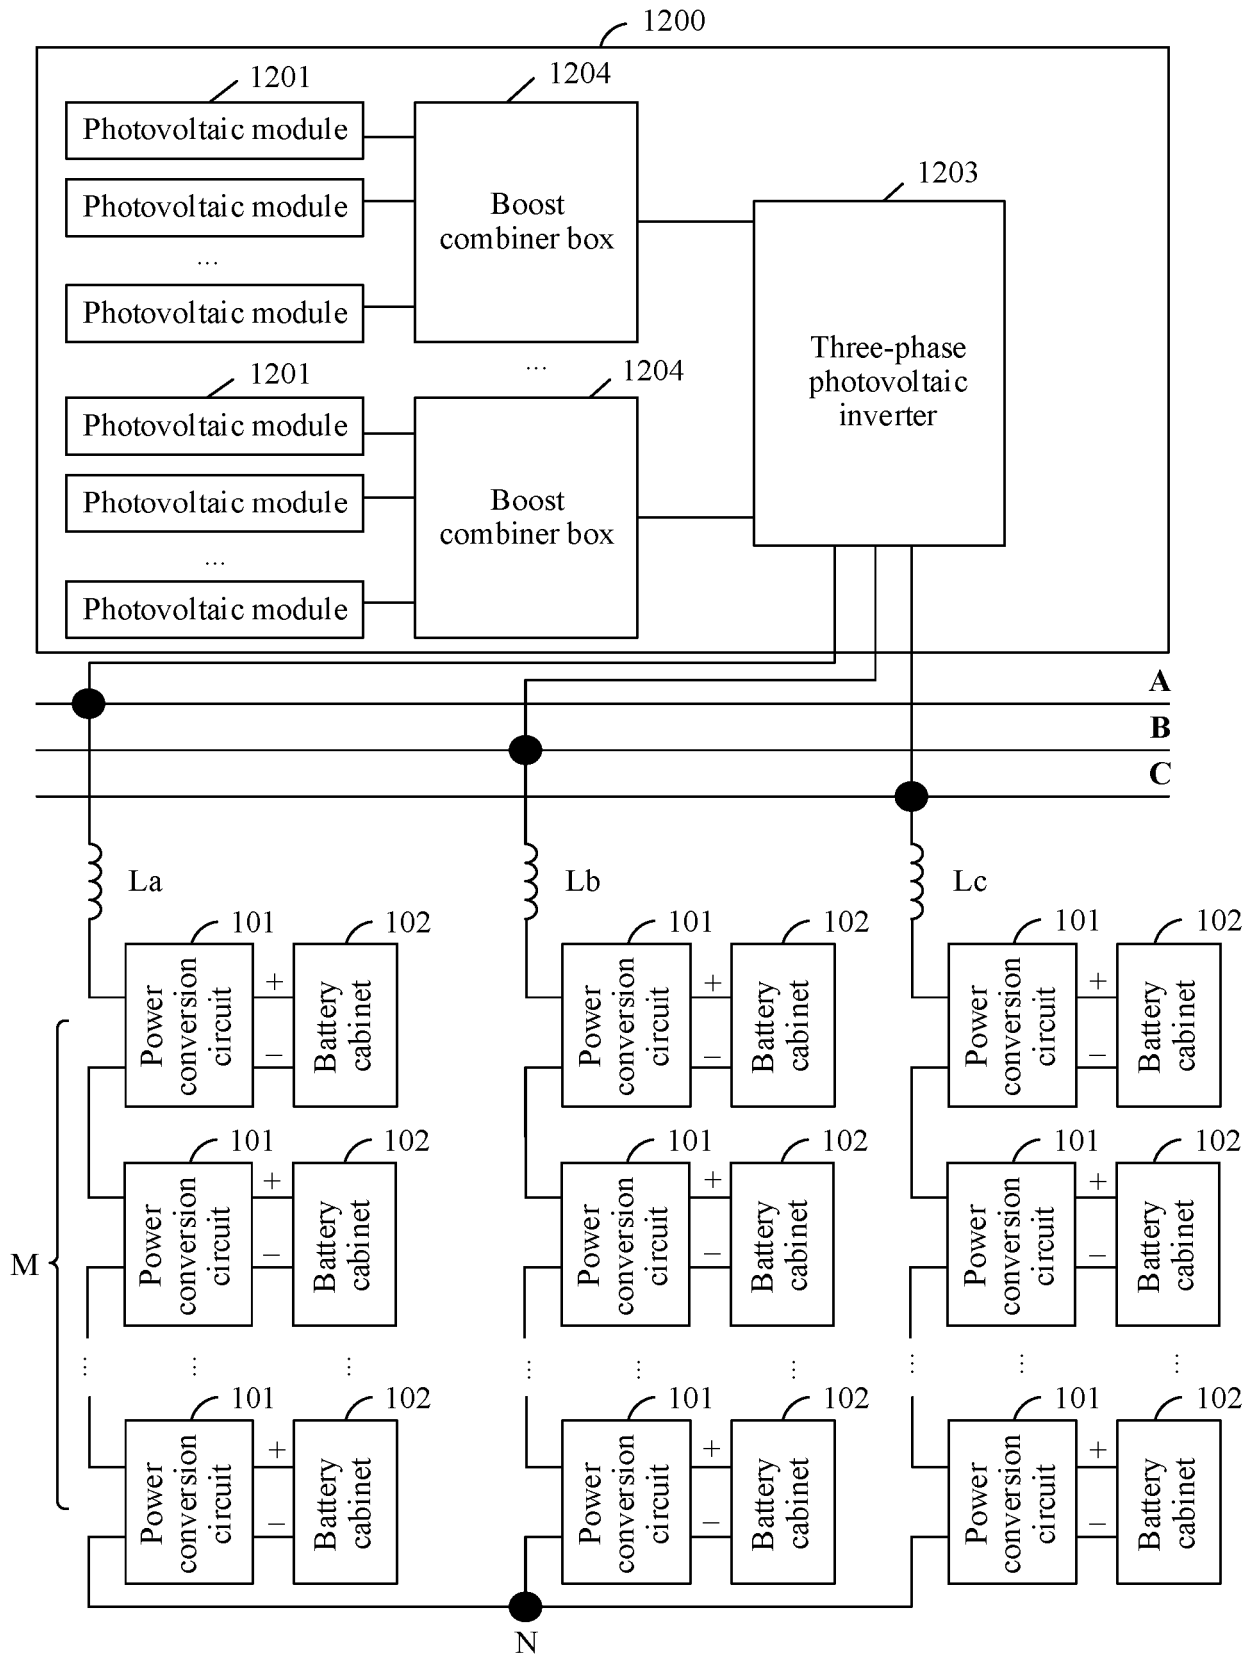 1200
1201
1204
Photovoltaic module
1203
Photovoltaic module
Boost
combiner box
...
Photovoltaic module
Three-phase
photovoltaic
inverter
...
1201
1204
Photovoltaic module
Photovoltaic module
Boost
combiner box
...
Photovoltaic module
A
B
C
La
Lb
Lc
101
102
101
102
101
102
Power
conversion
circuit
+
−
Battery
cabinet
Power
conversion
circuit
+
−
Battery
cabinet
Power
conversion
circuit
+
−
Battery
cabinet
101
102
101
102
101
102
M
Power
conversion
circuit
+
−
Battery
cabinet
Power
conversion
circuit
+
−
Battery
cabinet
Power
conversion
circuit
+
−
Battery
cabinet
...
...
...
...
...
...
...
...
...
101
102
101
102
101
102
Power
conversion
circuit
+
−
Battery
cabinet
Power
conversion
circuit
+
−
Battery
cabinet
Power
conversion
circuit
+
−
Battery
cabinet
N